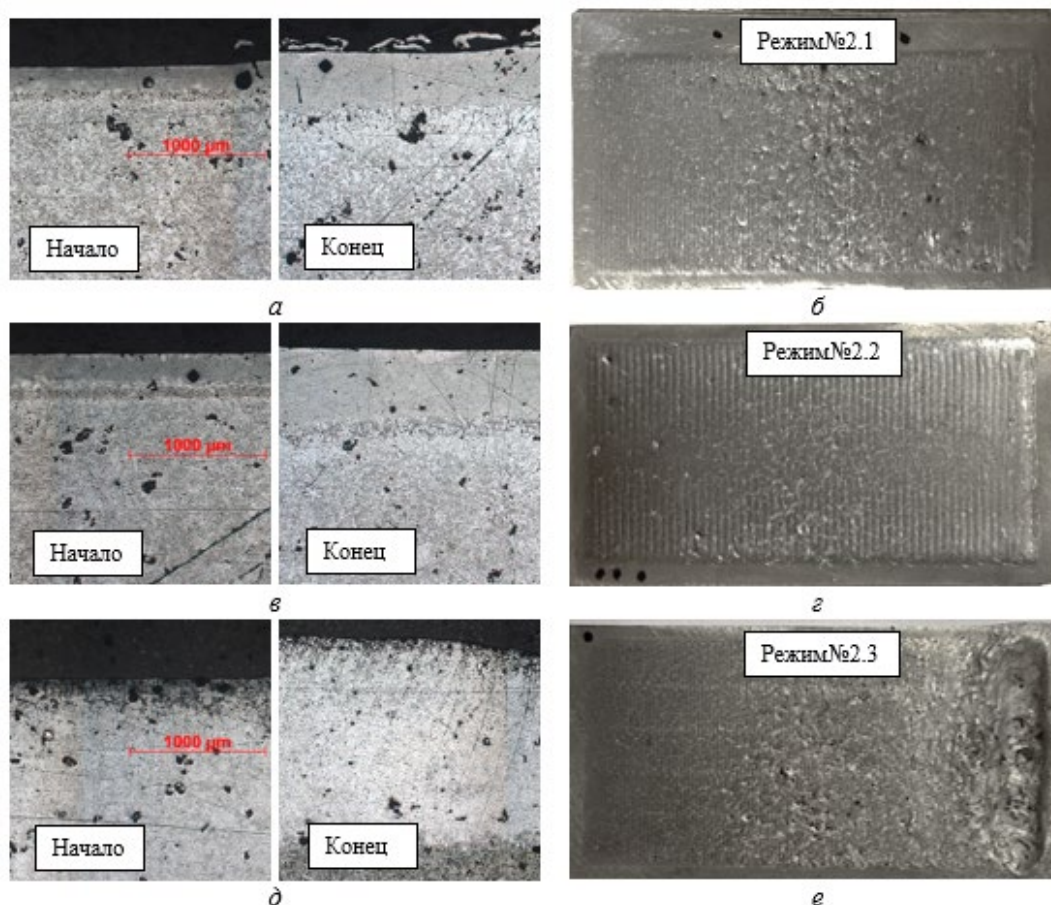 Режим№2.1
1000 μm
Начало
Конец
а
б
Режим№2.2
1000 μm
Начало
Конец
в
г
Режим№2.3
1000 μm
Начало
Конец
д
е